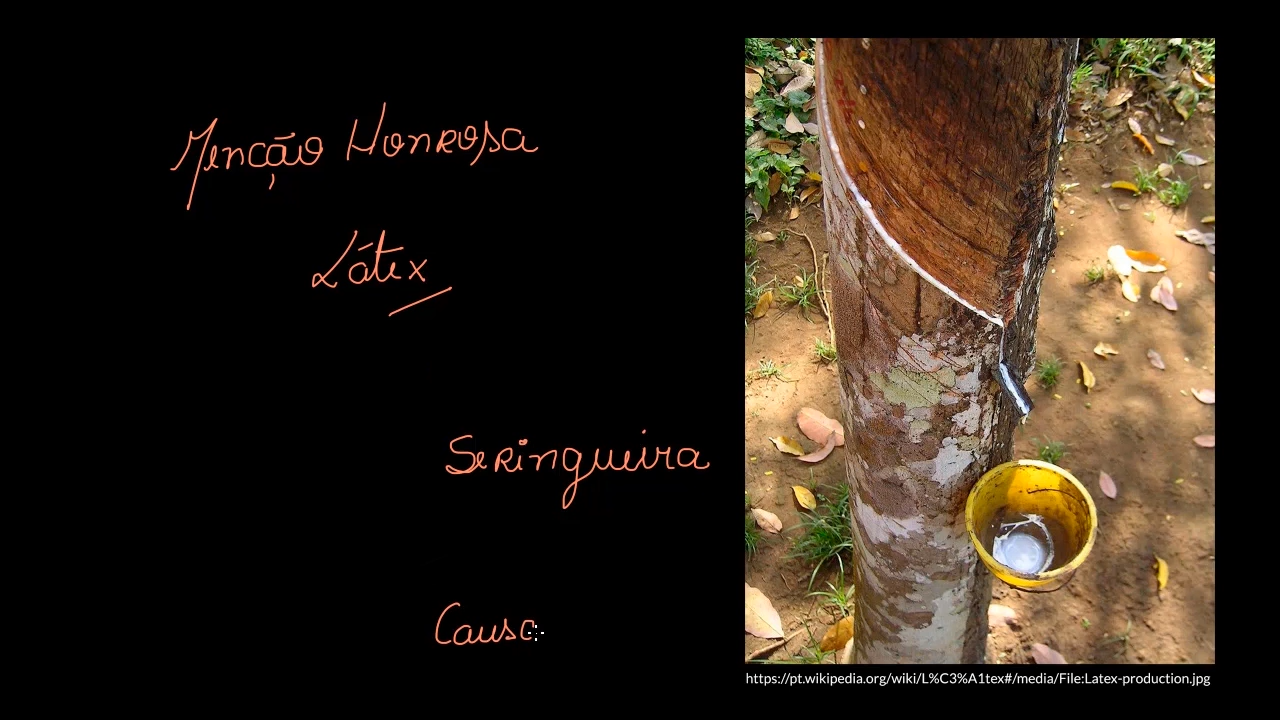 Menção Honrosa
Látex
Seringueira
Causa
https://pt.wikipedia.org/wiki/L%C3%A1tex#/media/File:Latex-production.jpg